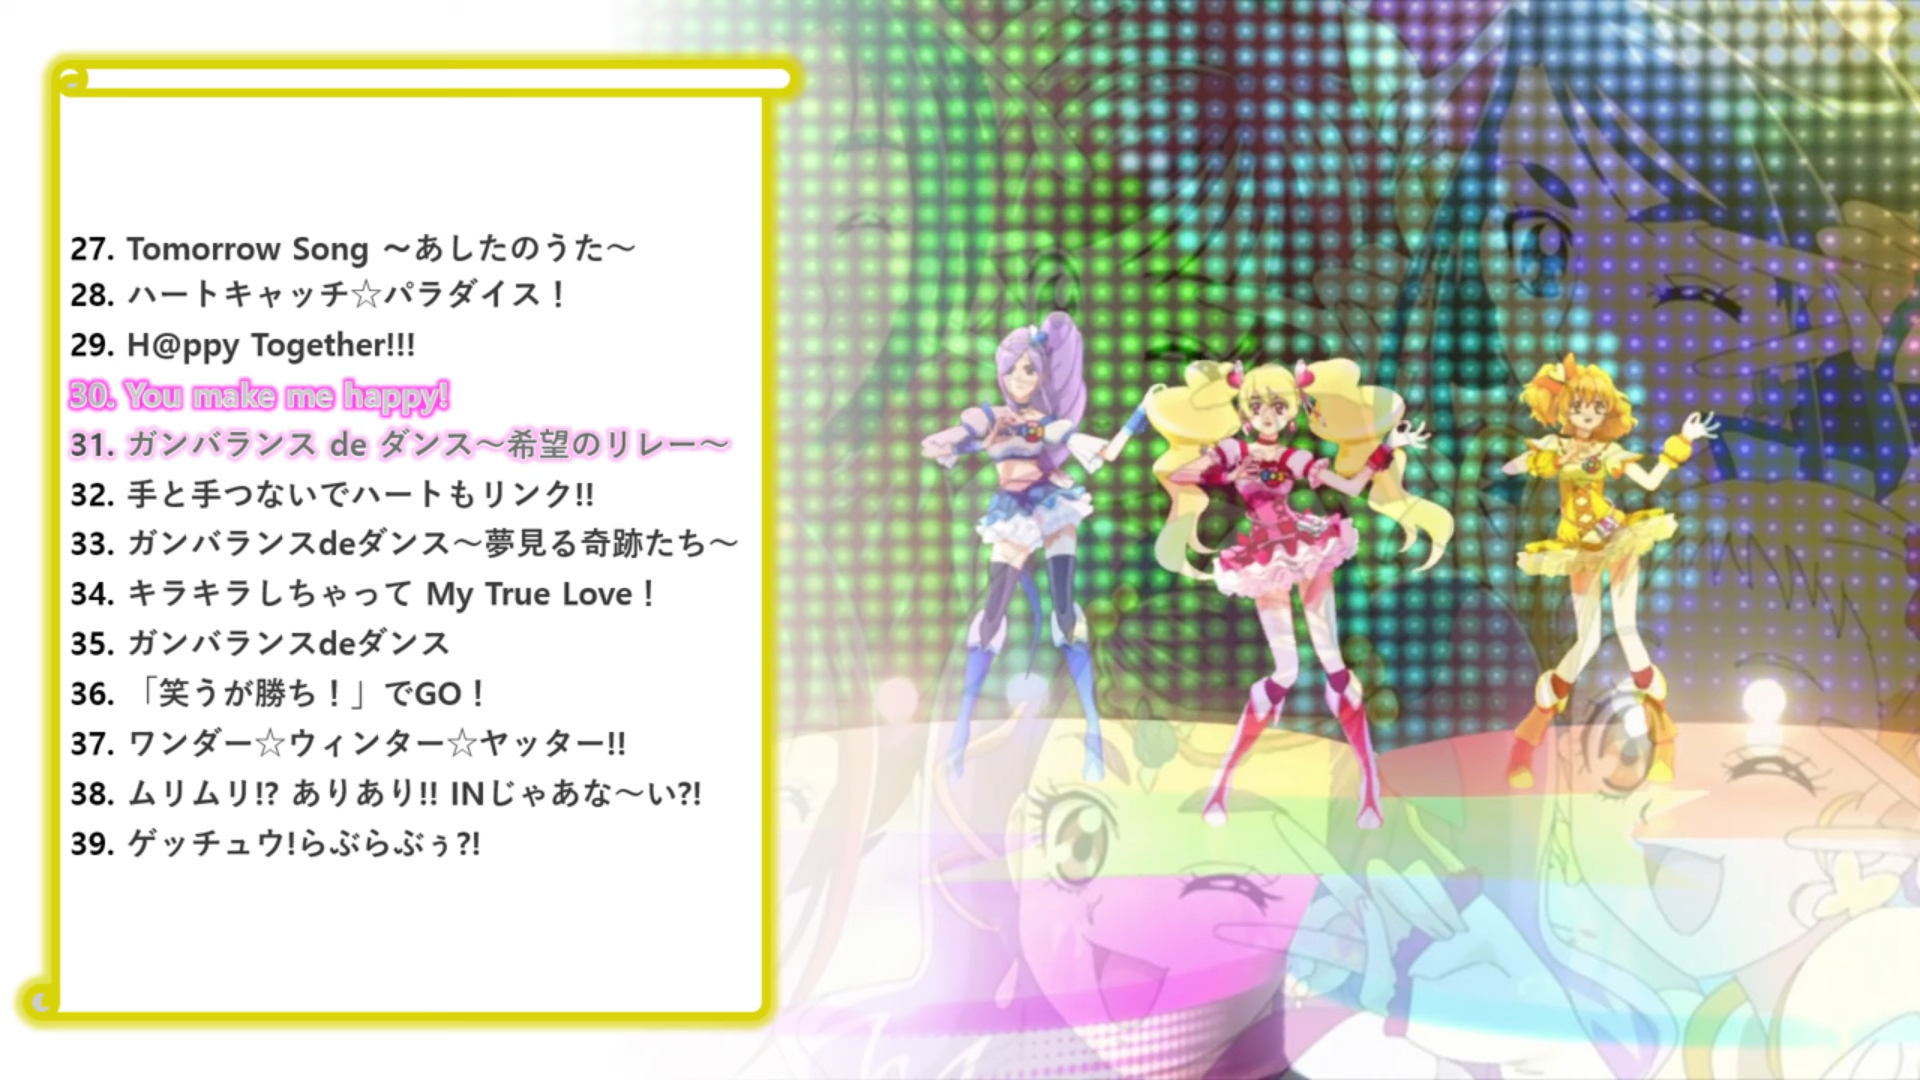 27. Tomorrow Song 〜あしたのうた〜
28. ハートキャッチ☆パラダイス！
29. H@ppy Together!!!
30. You make me happy!
31. ガンバランス de ダンス〜希望のリレー〜
32. 手と手つないでハートもリンク!!
33. ガンバランスdeダンス〜夢見る奇跡たち〜
34. キラキラしちゃって My True Love！
35. ガンバランスdeダンス
36. 「笑うが勝ち！」でGO！
37. ワンダー☆ウィンター☆ヤッター!!
38. ムリムリ!? ありあり!! INじゃあな〜い?!
39. ゲッチュウ!らぶらぶぅ?!